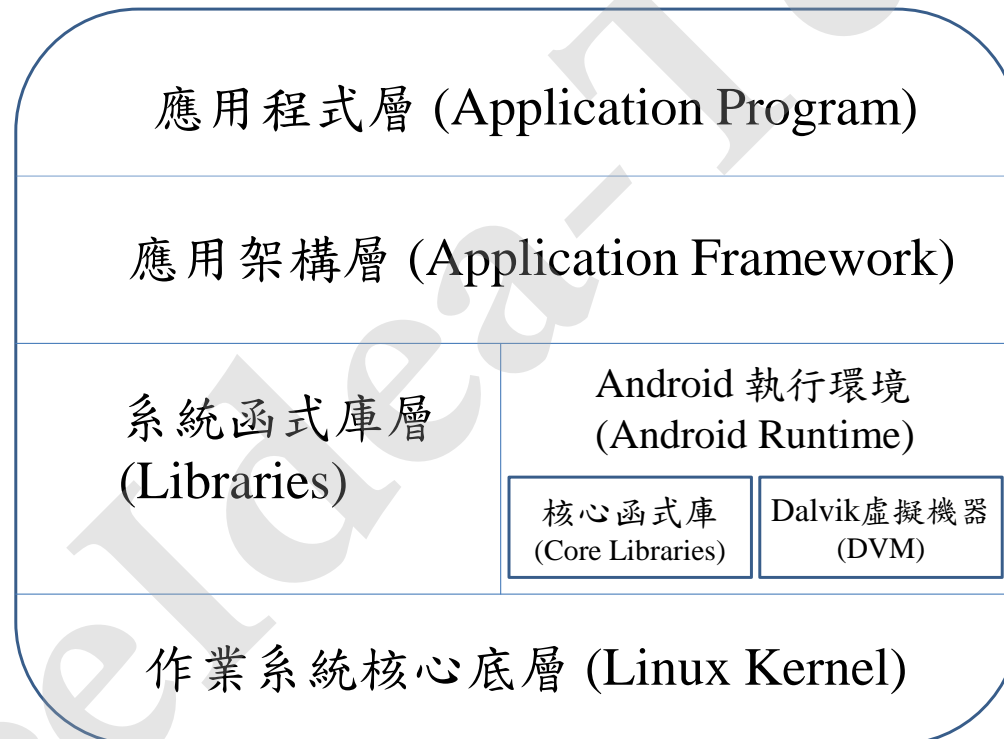 應用程式層 (Application Program)
應用架構層 (Application Framework)
系統函式庫層
(Libraries)
Android 執行環境
(Android Runtime)
核心函式庫
(Core Libraries)
Dalvik虛擬機器
(DVM)
作業系統核心底層 (Linux Kernel)